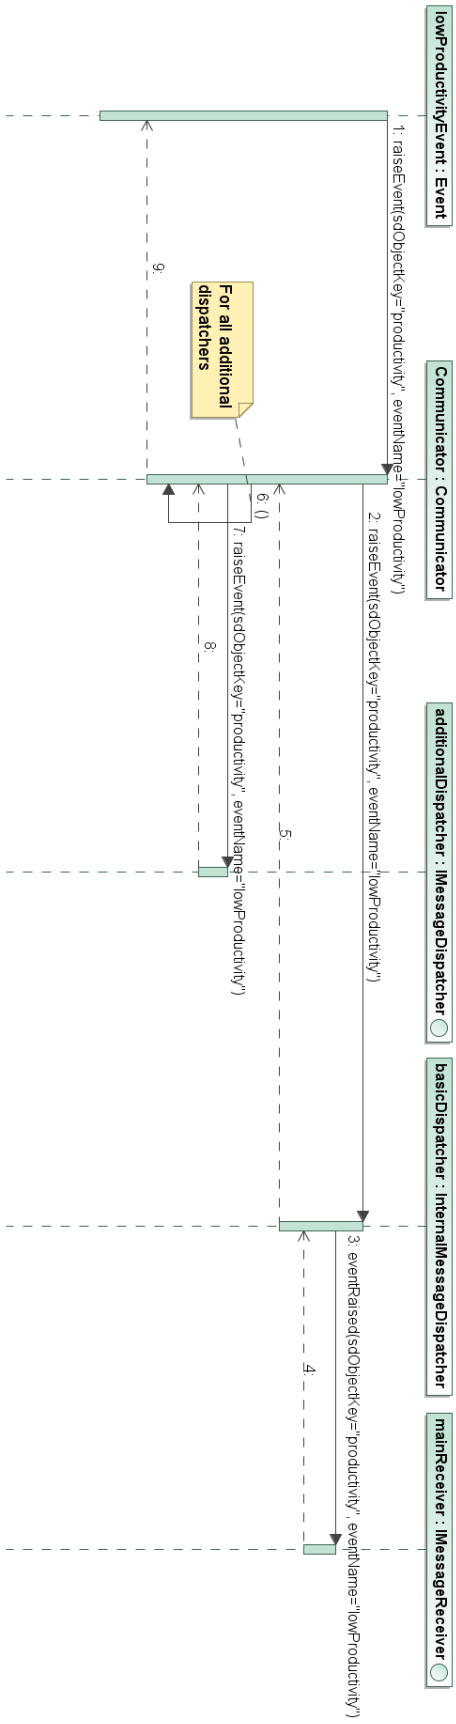 lowProductivityEvent : Event
Communicator : Communicator
additionalDispatcher : IMessageDispatcher
basicDispatcher : InternalMessageDispatcher
mainReceiver : IMessageReceiver
1: raiseEvent(sdObjectKey="productivity", eventName="lowProductivity")
2: raiseEvent(sdObjectKey="productivity", eventName="lowProductivity")
3: eventRaised(sdObjectKey="productivity", eventName="lowProductivity")
4:
5:
6: ()
For all additional
dispatchers
7: raiseEvent(sdObjectKey="productivity", eventName="lowProductivity")
8:
9: